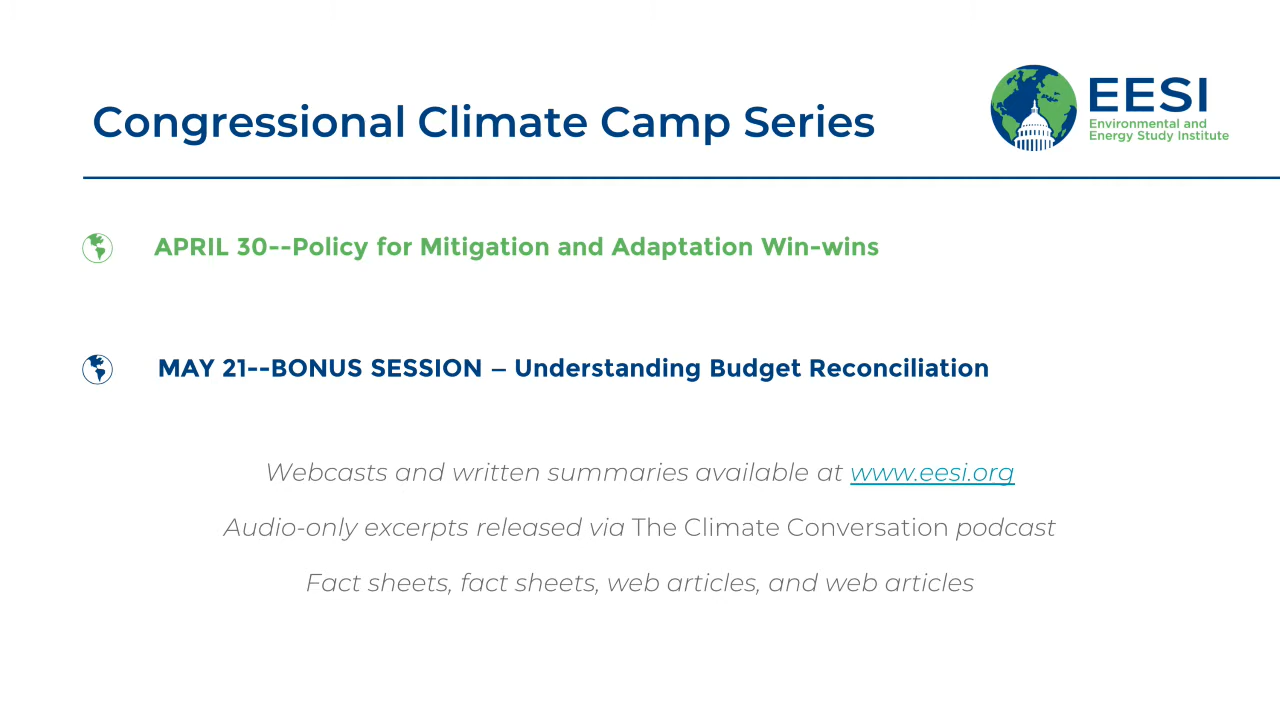 Congressional Climate Camp Series
EESI
Environmental and
Energy Study Institute
APRIL 30--Policy for Mitigation and Adaptation Win-wins
MAY 21--BONUS SESSION – Understanding Budget Reconciliation
Webcasts and written summaries available at www.eesi.org
Audio-only excerpts released via The Climate Conversation podcast
Fact sheets, fact sheets, web articles, and web articles